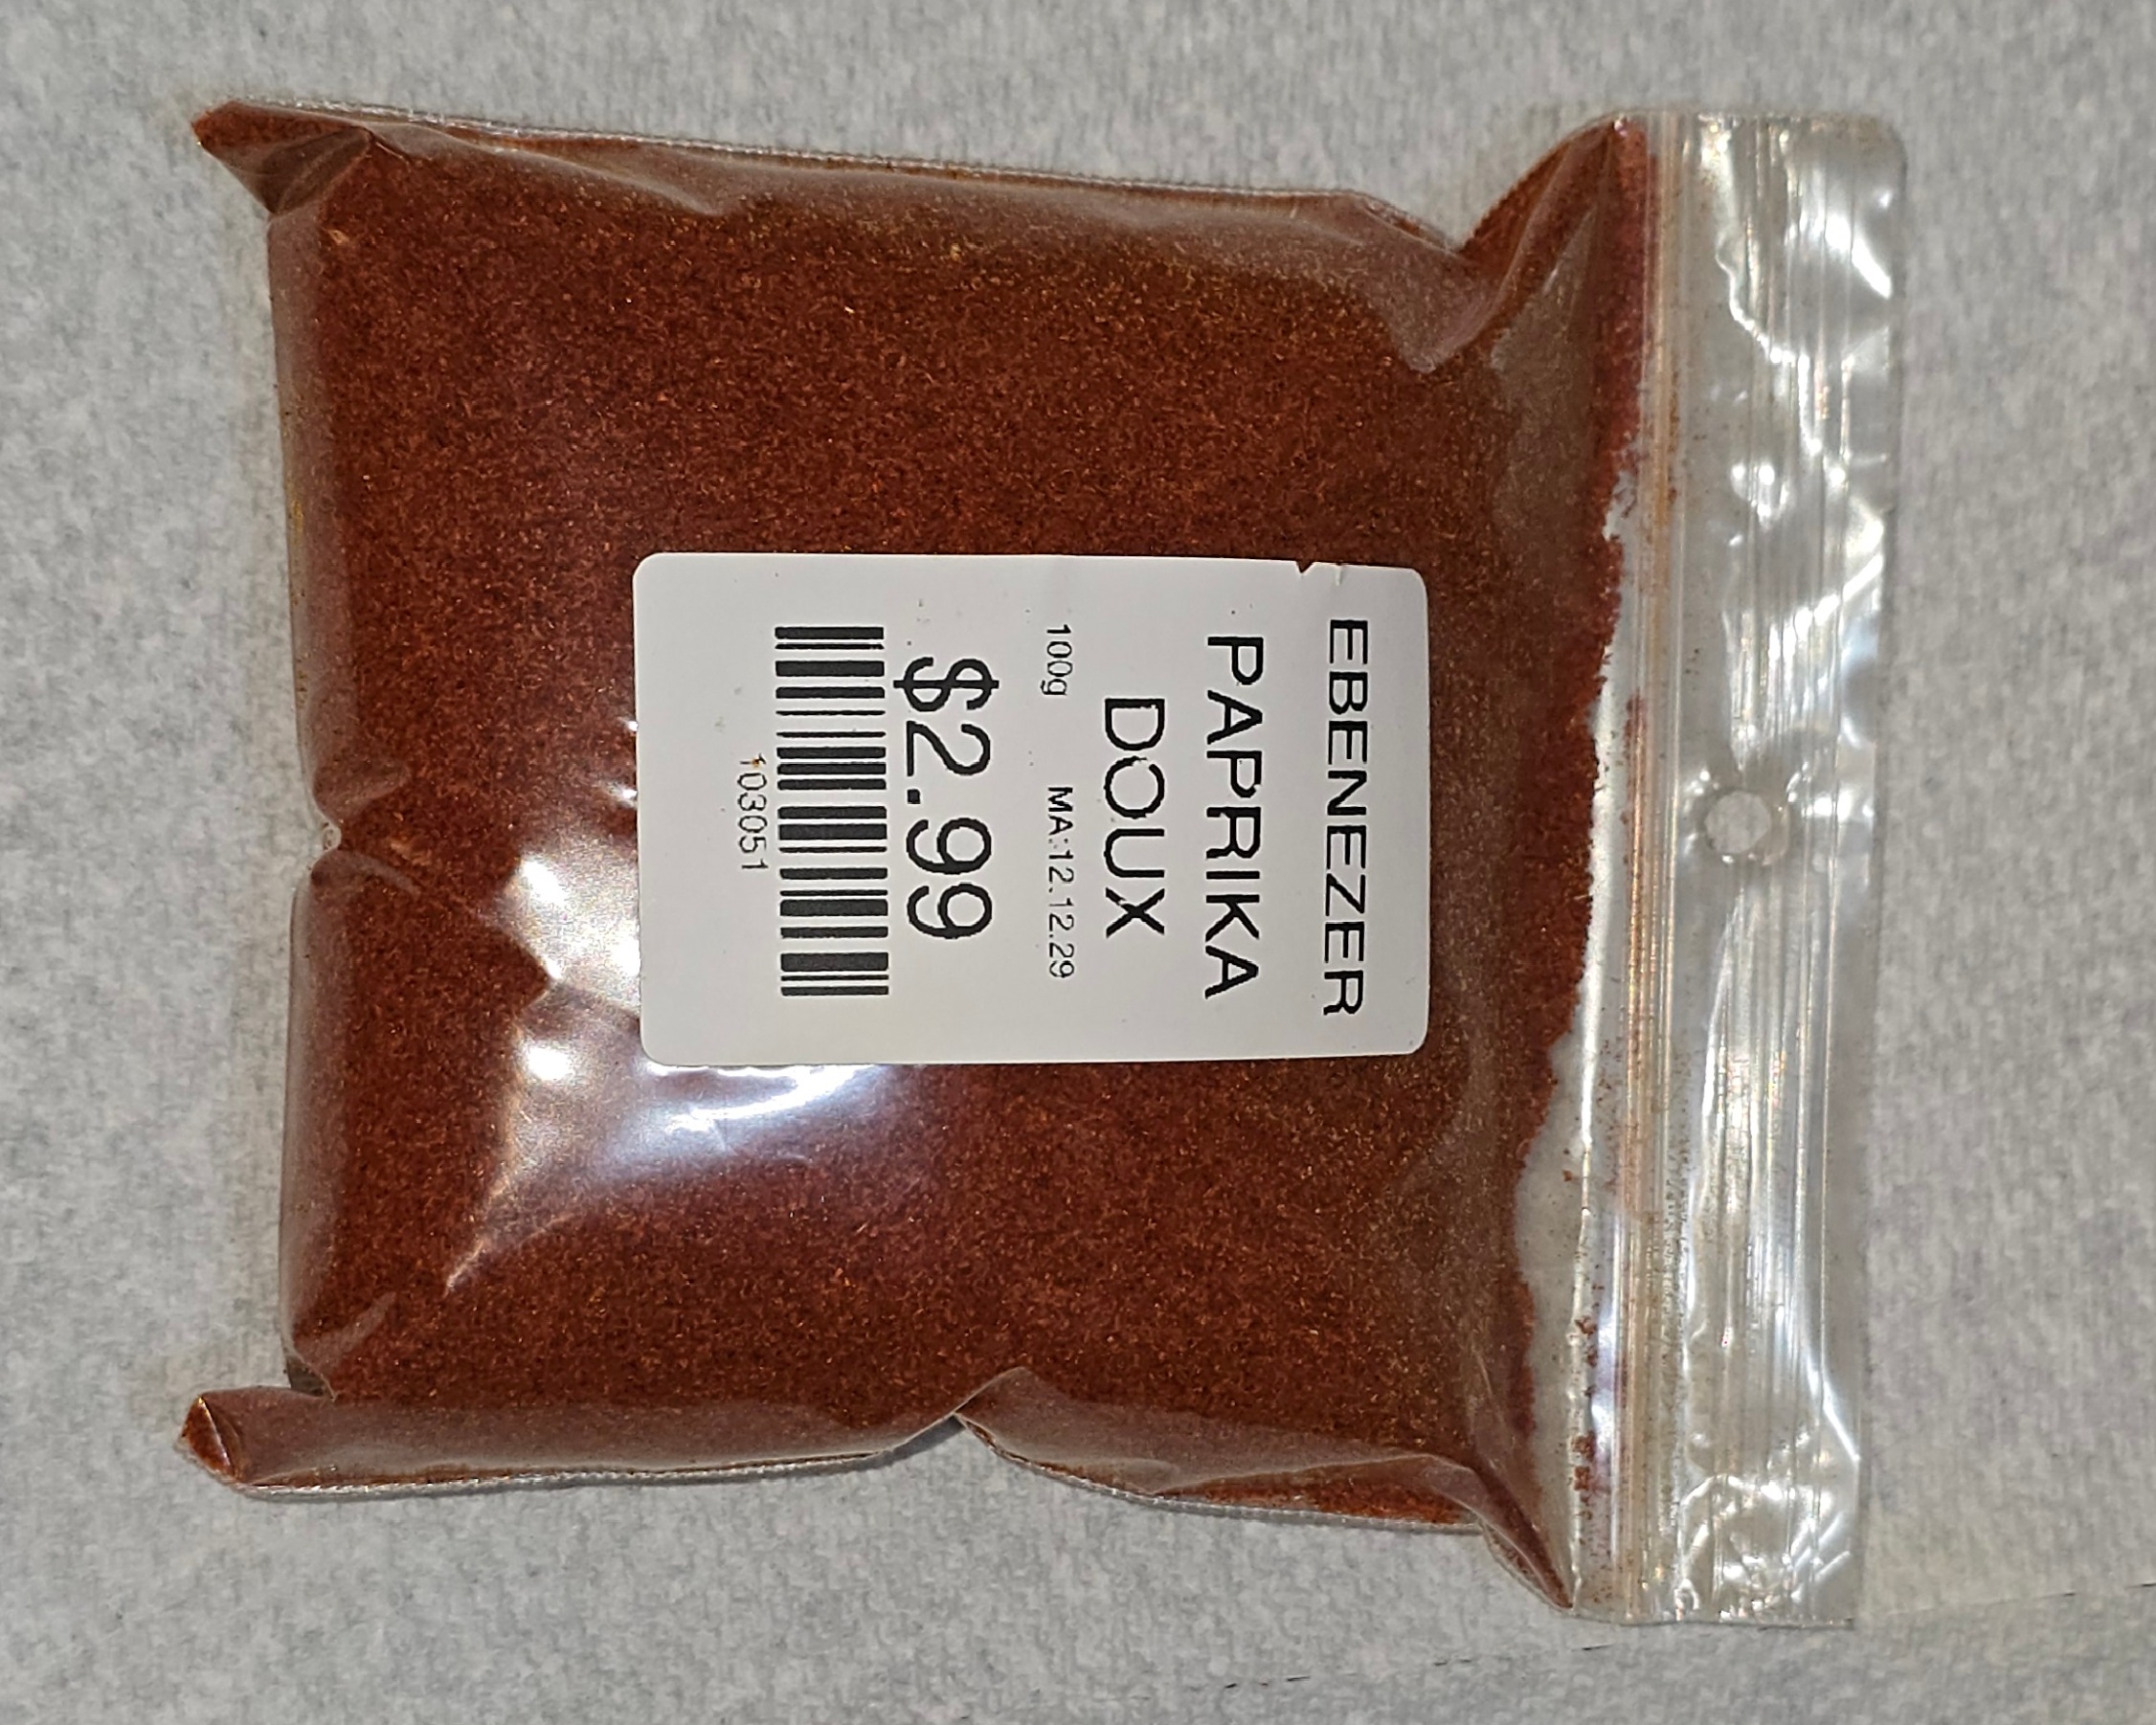 EBENEZER
PAPRIKA
DOUX
100g MA:12.12.29
$2.99
103051